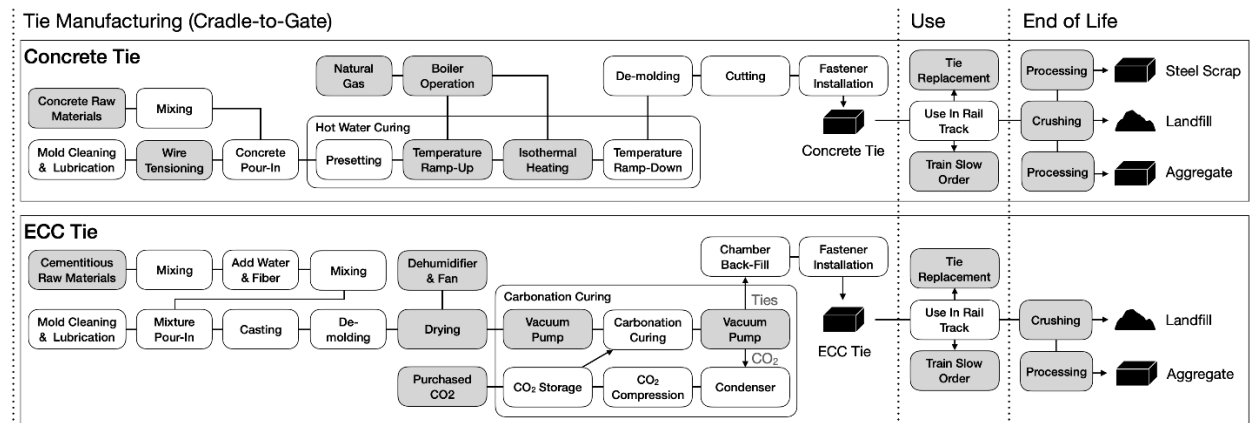 Tie Manufacturing (Cradle-to-Gate)
Use
End of Life
Concrete Tie
Concrete Raw
Materials
Mixing
Mold Cleaning
& Lubrication
Wire
Tensioning
Concrete
Pour-In
Natural
Gas
Boiler
Operation
Hot Water Curing
Presetting
Temperature
Ramp-Up
Isothermal
Heating
Temperature
Ramp-Down
De-molding
Cutting
Fastener
Installation
Concrete Tie
Tie
Replacement
Use In Rail
Track
Train Slow
Order
Processing
Steel Scrap
Crushing
Landfill
Processing
Aggregate
ECC Tie
Cementitious
Raw Materials
Mixing
Add Water
& Fiber
Mixing
Mold Cleaning
& Lubrication
Mixture
Pour-In
Casting
De-
molding
Dehumidifier
& Fan
Drying
Purchased
CO2
Carbonation Curing
Vacuum
Pump
Carbonation
Curing
Vacuum
Pump
Ties
CO₂
CO₂ Storage
CO₂
Compression
Condenser
Chamber
Back-Fill
Fastener
Installation
ECC Tie
Tie
Replacement
Use In Rail
Track
Train Slow
Order
Crushing
Landfill
Processing
Aggregate